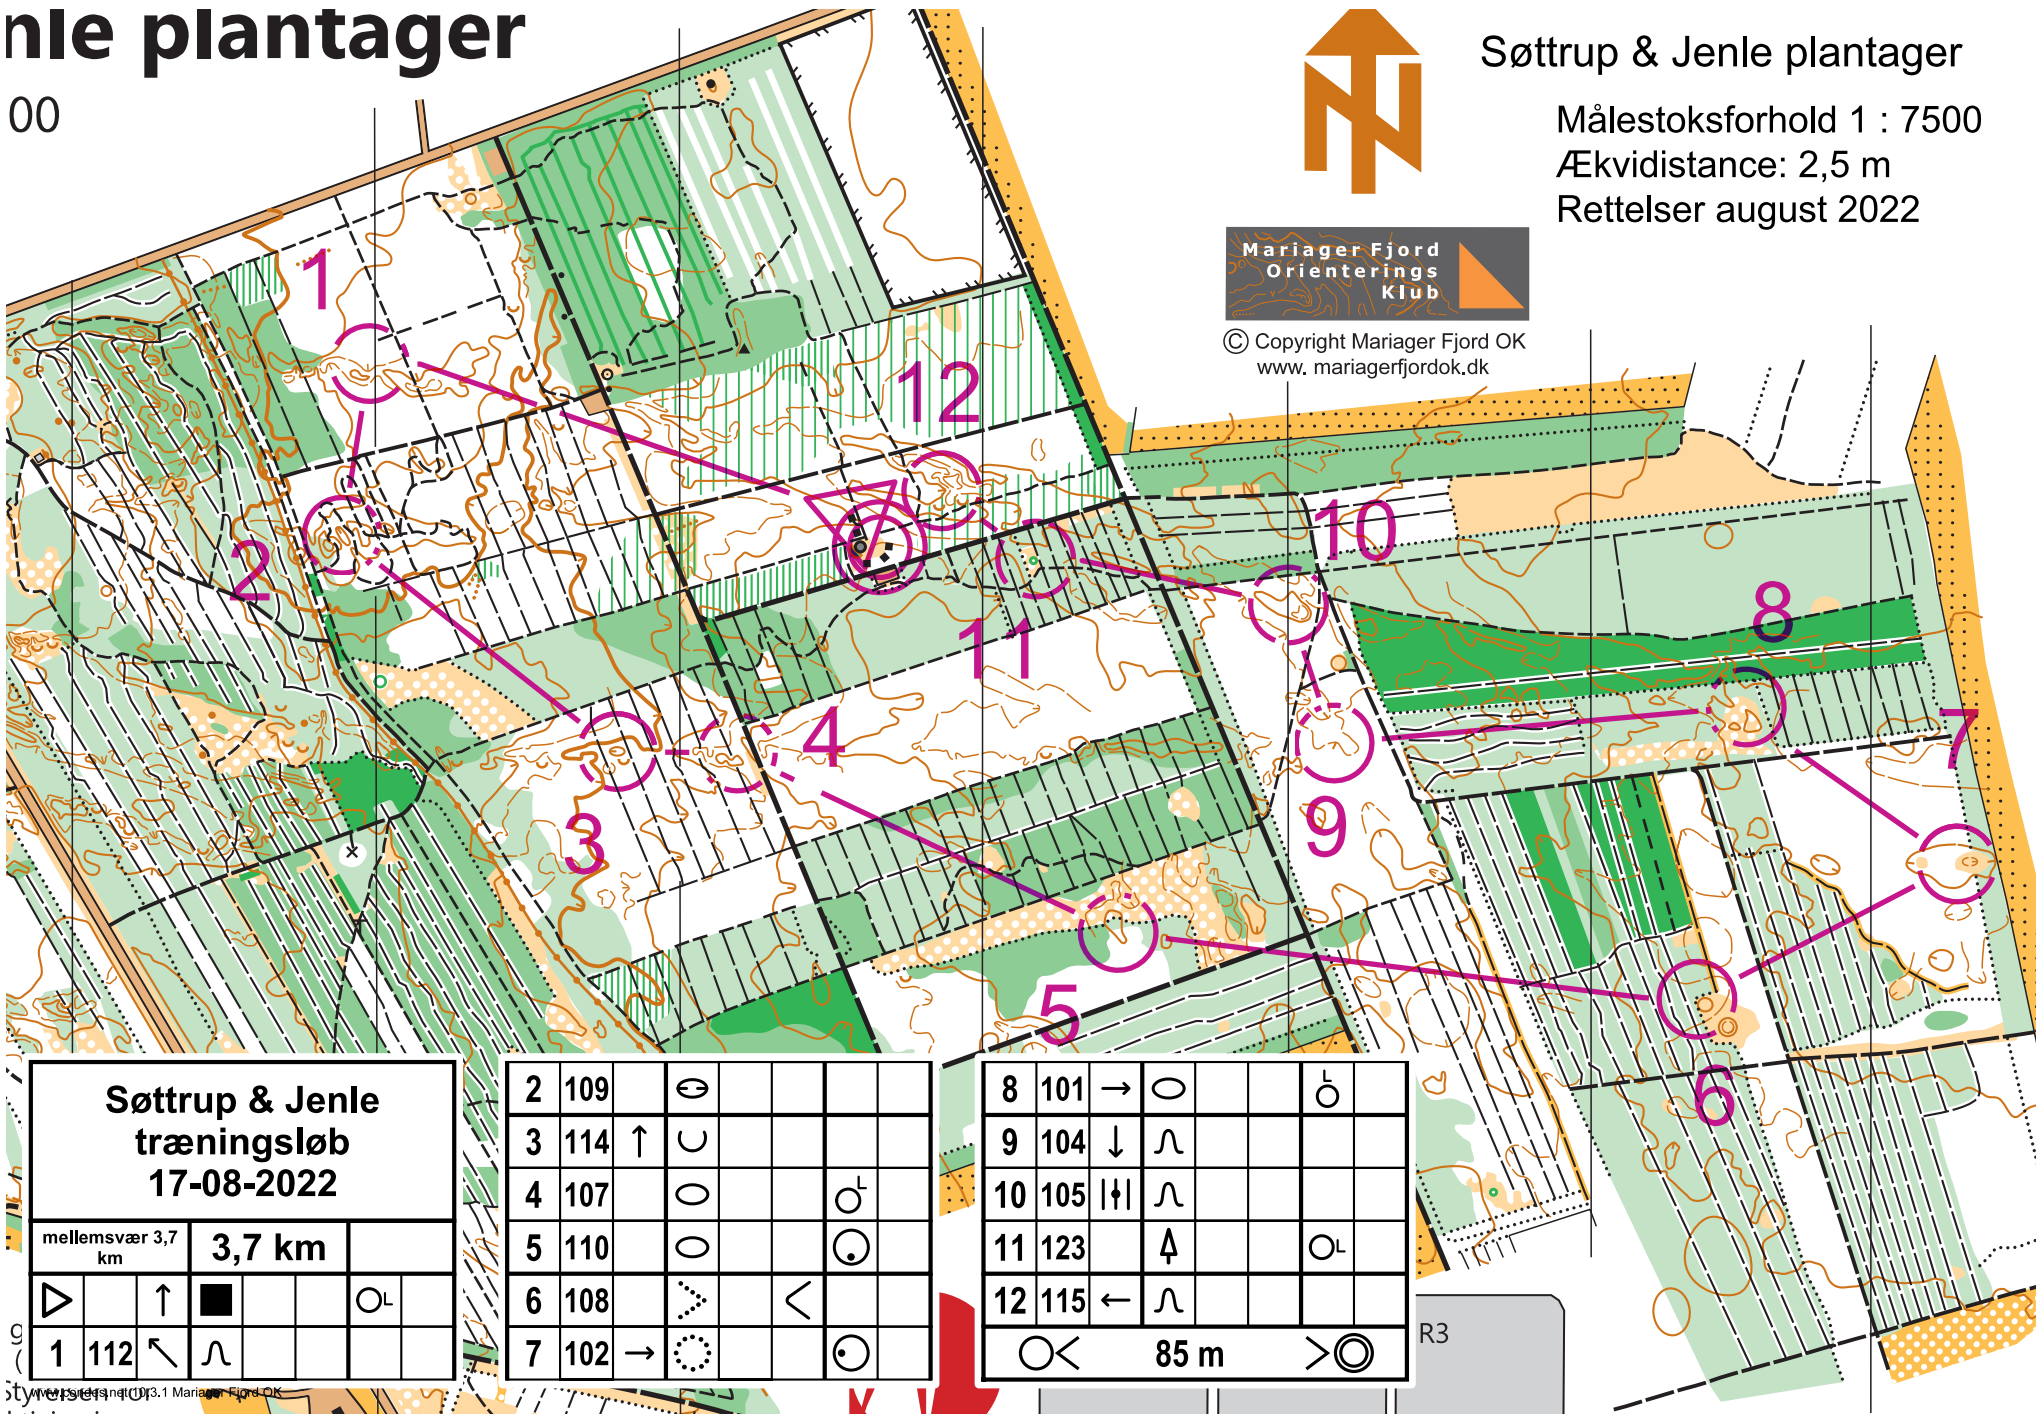 nle plantager
00
Søttrup & Jenle plantager
Målestoksforhold 1 : 7500
Ækvidistance: 2,5 m
Rettelser august 2022
Mariager Fjord
Orienterings
Klub
© Copyright Mariager Fjord OK
www. mariagerfjordok.dk
1
12
2
10
11
8
7
4
3
9
5
6
Søttrup & Jenle
træningsløb
17-08-2022
mellemsvær 3,7
km
3,7 km
1 112
2 109
3 114
4 107
5 110
6 108
7 102
8 101
9 104
10 105
11 123
12 115
85 m
R3